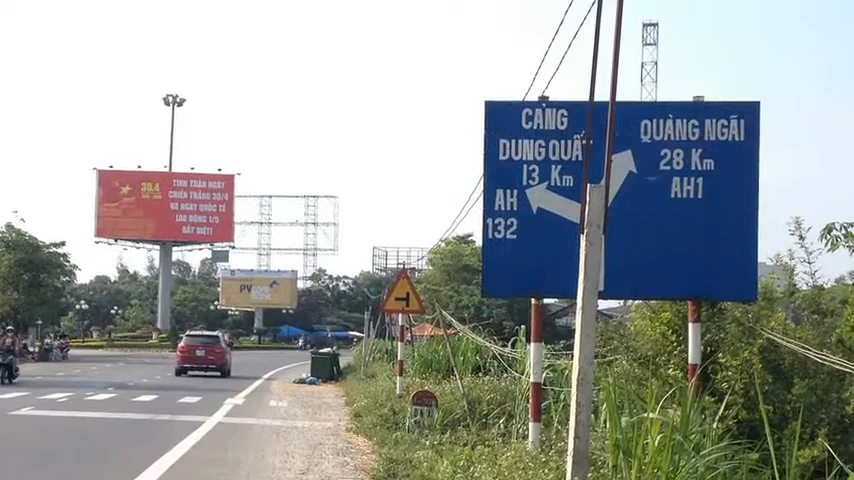 30.4
TINH THẦN NGÀY
CHIẾN THẮNG 30/4
VÀ NGÀY QUỐC TẾ
LAO ĐỘNG 1/5
BẤT DIỆT!
PV
CẢNG
DUNG QUẤT
13 Km
AH
132
QUẢNG NGÃI
28 Km
AH1